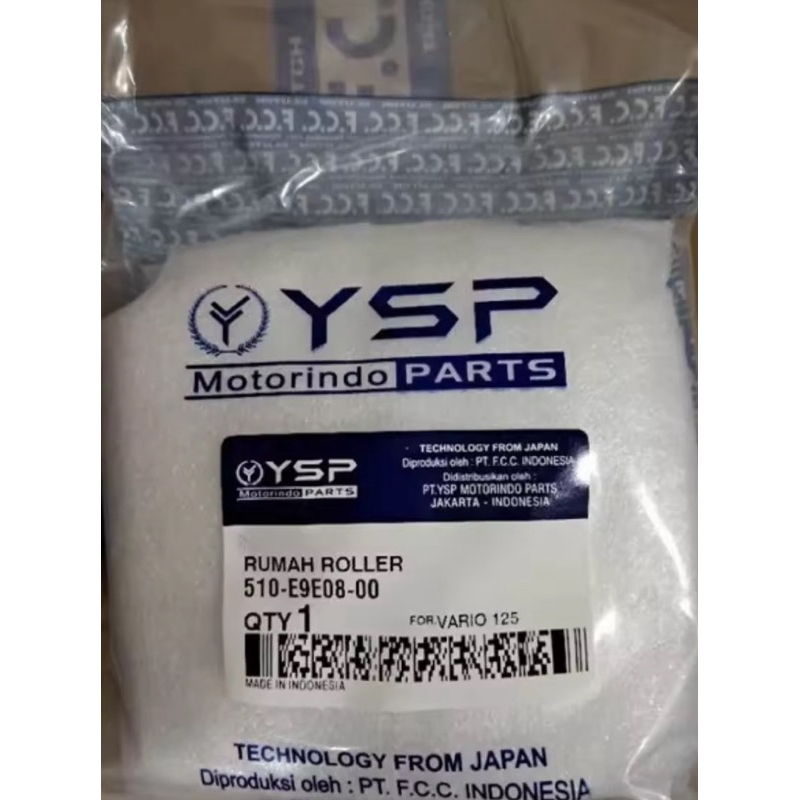 F.C.C. F.C.C. F.C.C. F.C.C. F.C.C.
YSP
Motorindo PARTS
YSP
Motorindo PARTS
TECHNOLOGY FROM JAPAN
Diproduksi oleh : PT. F.C.C. INDONESIA
Didistribusikan oleh :
PT.YSP MOTORINDO PARTS
JAKARTA - INDONESIA
RUMAH ROLLER
510-E9E08-00
QTY 1 FOR.VARIO 125
MADE IN INDONESIA
TECHNOLOGY FROM JAPAN
Diproduksi oleh : PT. F.C.C. INDONESIA